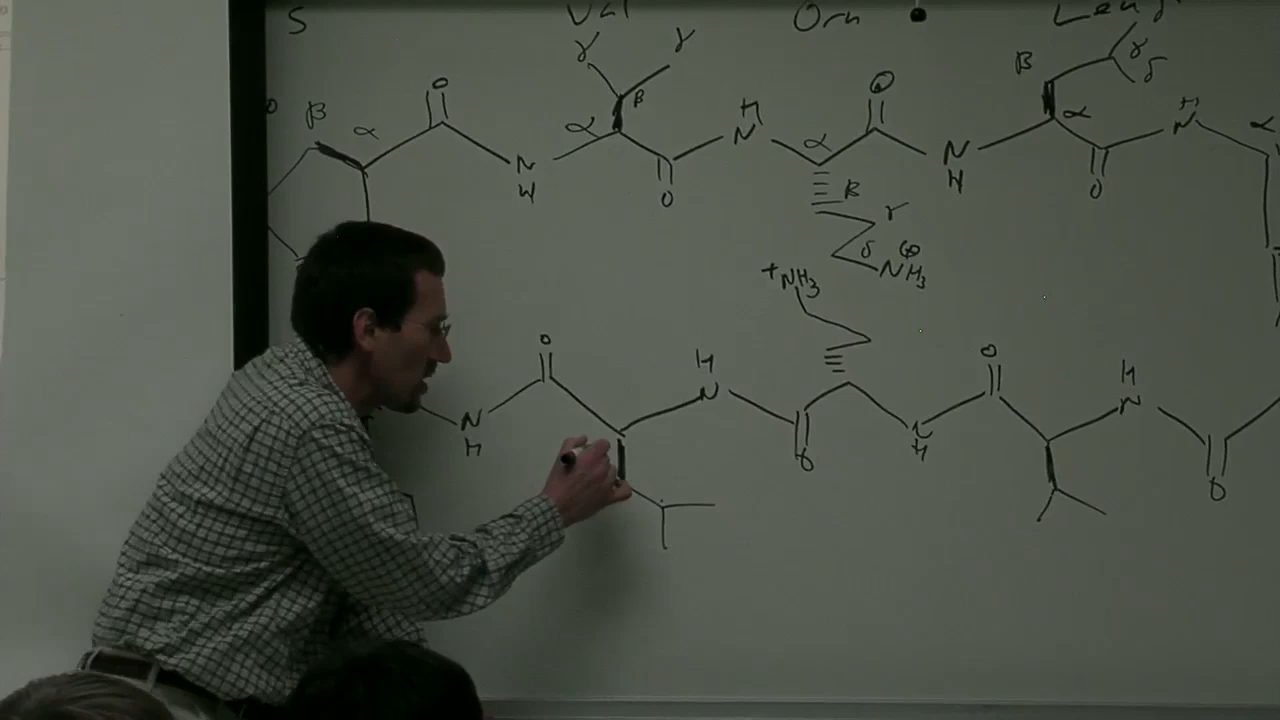 S Val Orn Leu
γ γ β γ δ
β α O α β N H α O N H α O N H α H N α
O β γ δ ⊕ NH3 O
+NH3
O H N O H N
N H O N H O